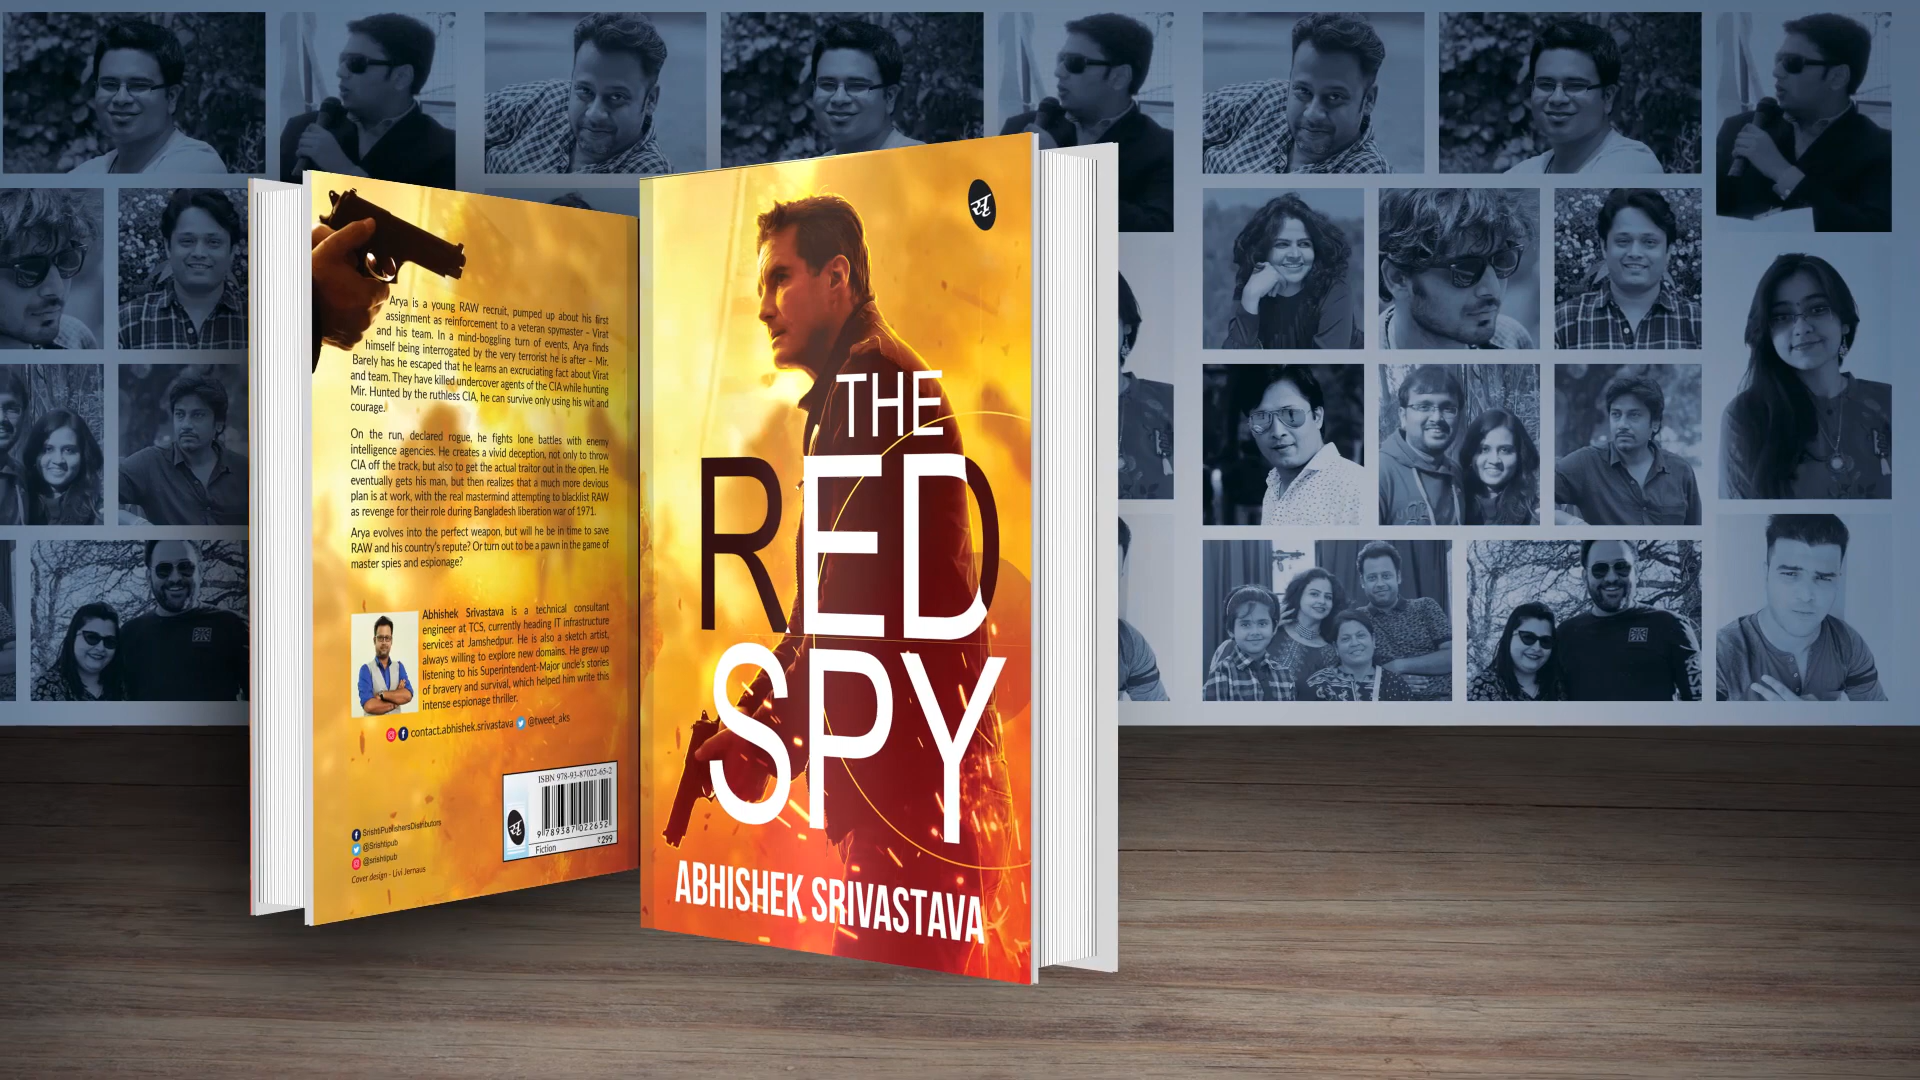 Arya is a young RAW recruit, pumped up about his first
assignment as reinforcement to a veteran spymaster – Virat
and his team. In a mind-boggling turn of events, Arya finds
himself being interrogated by the very terrorist he is after – Mir.
Barely has he escaped that he learns an excruciating fact about Virat
and team. They have killed undercover agents of the CIA while hunting
Mir. Hunted by the ruthless CIA, he can survive only using his wit and
courage.
On the run, declared rogue, he fights lone battles with enemy
intelligence agencies. He creates a vivid deception, not only to throw
CIA off the track, but also to get the actual traitor out in the open. He
eventually gets his man, but then realizes that a much more devious
plan is at work, with the real mastermind attempting to blacklist RAW
as revenge for their role during Bangladesh liberation war of 1971.
Arya evolves into the perfect weapon, but will he be in time to save
RAW and his country's repute? Or turn out to be a pawn in the game of
master spies and espionage?
Abhishek Srivastava is a technical consultant
engineer at TCS, currently heading IT infrastructure
services at Jamshedpur. He is also a sketch artist,
always willing to explore new domains. He grew up
listening to his Superintendent-Major uncle's stories
of bravery and survival, which helped him write this
intense espionage thriller.
contact.abhishek.srivastava @tweet_aks
ISBN 978-93-87022-65-2
सृ
9 789387 022652
Fiction ₹299
SrishtiPublishersDistributors
@Srishtipub
@srishtipub
Cover design - Livi Jernaus
सृ
THE
RED
SPY
ABHISHEK SRIVASTAVA